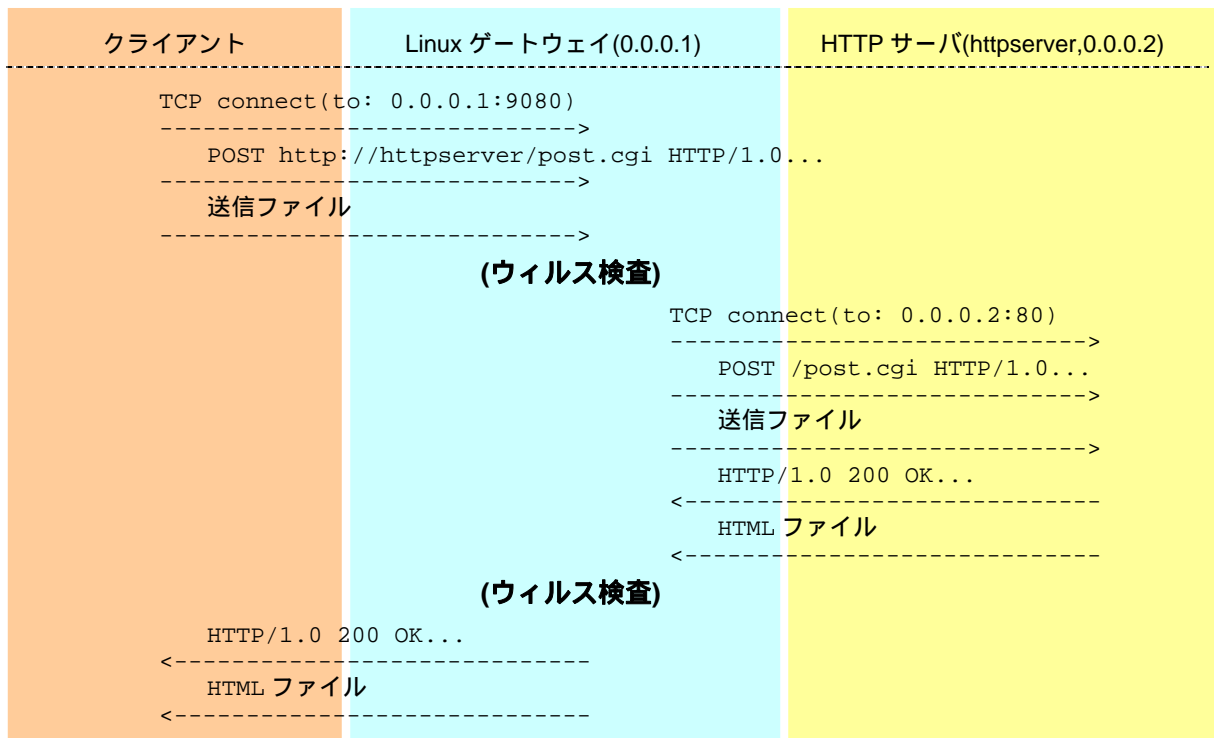 クライアント Linux ゲートウェイ(0.0.0.1) HTTP サーバ(httpserver,0.0.0.2)
TCP connect(to: 0.0.0.1:9080)
----------------------------->
POST http://httpserver/post.cgi HTTP/1.0...
----------------------------->
送信ファイル
----------------------------->
(ウィルス検査)
TCP connect(to: 0.0.0.2:80)
----------------------------->
POST /post.cgi HTTP/1.0...
----------------------------->
送信ファイル
----------------------------->
HTTP/1.0 200 OK...
<-----------------------------
HTML ファイル
<-----------------------------
(ウィルス検査)
HTTP/1.0 200 OK...
<-----------------------------
HTML ファイル
<-----------------------------